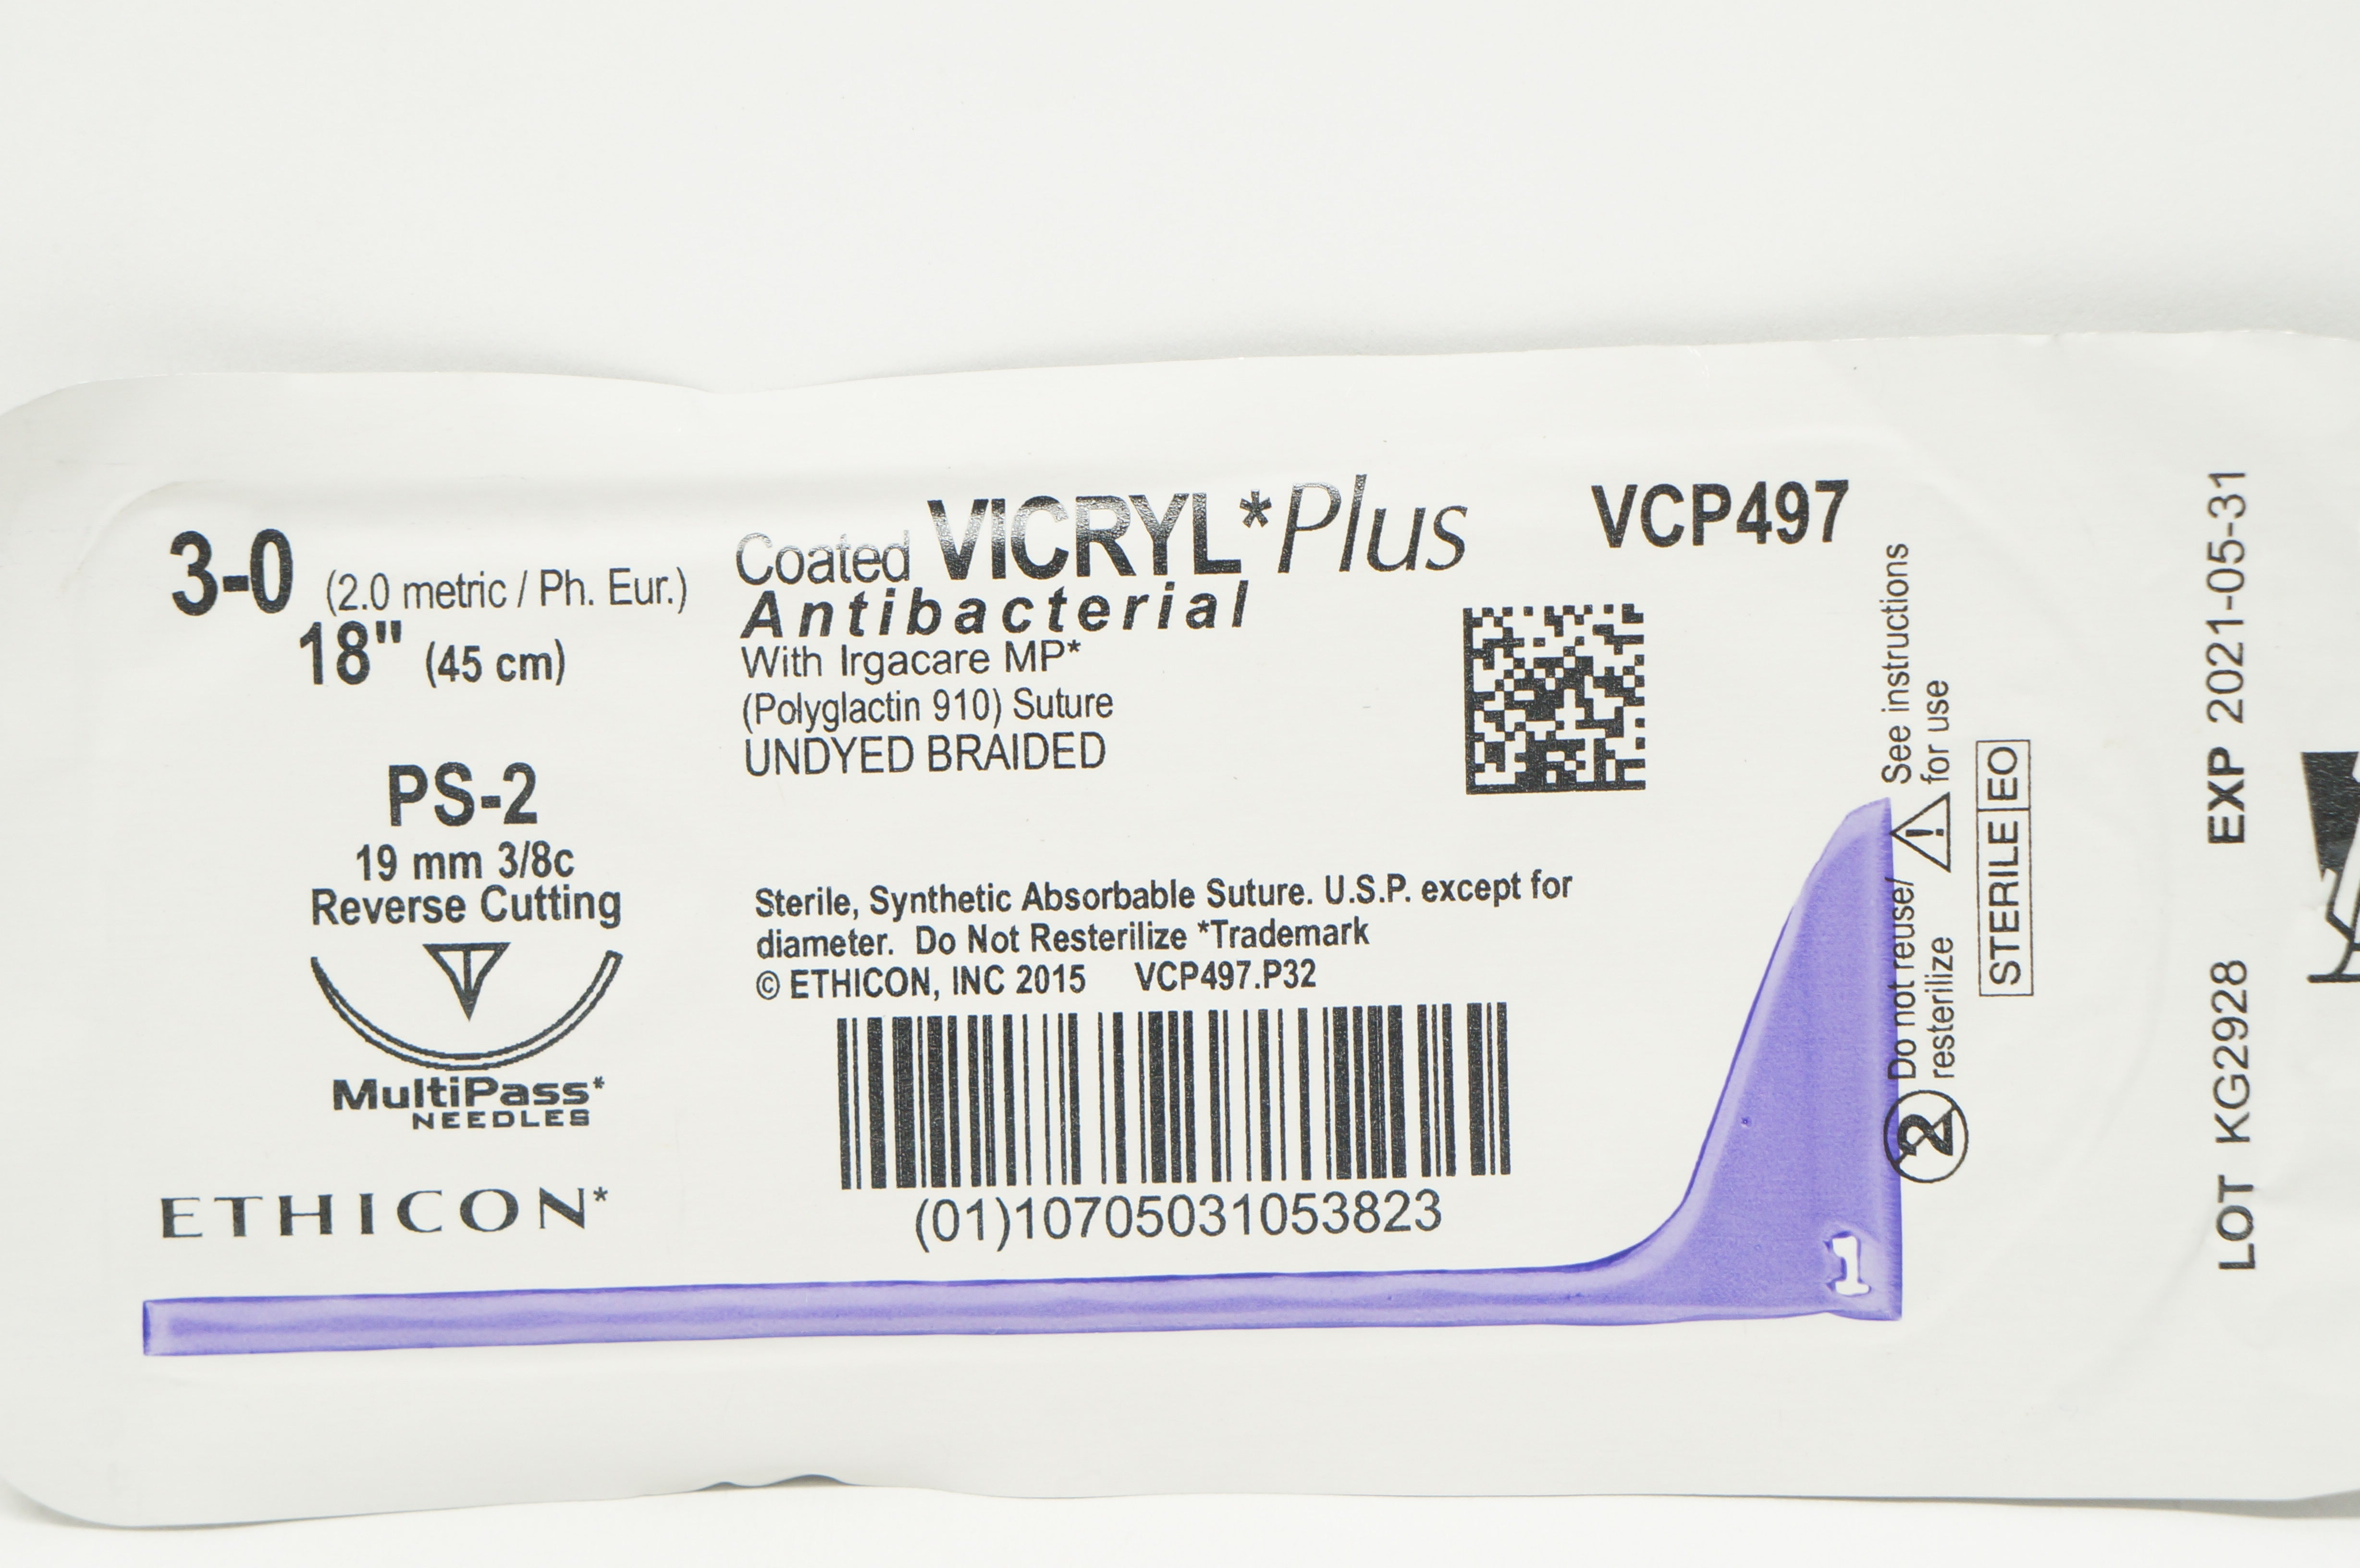 3-0 (2.0 metric / Ph. Eur.)
18" (45 cm)
PS-2
19 mm 3/8c
Reverse Cutting
MultiPass*
NEEDLES
ETHICON*
Coated VICRYL*Plus
Antibacterial
With Irgacare MP*
(Polyglactin 910) Suture
UNDYED BRAIDED
VCP497
Sterile, Synthetic Absorbable Suture. U.S.P. except for
diameter. Do Not Resterilize *Trademark
© ETHICON, INC 2015 VCP497.P32
(01)10705031053823
1
2 Do not reuse/
resterilize
See instructions
for use
STERILE EO
LOT KG2928 EXP 2021-05-31